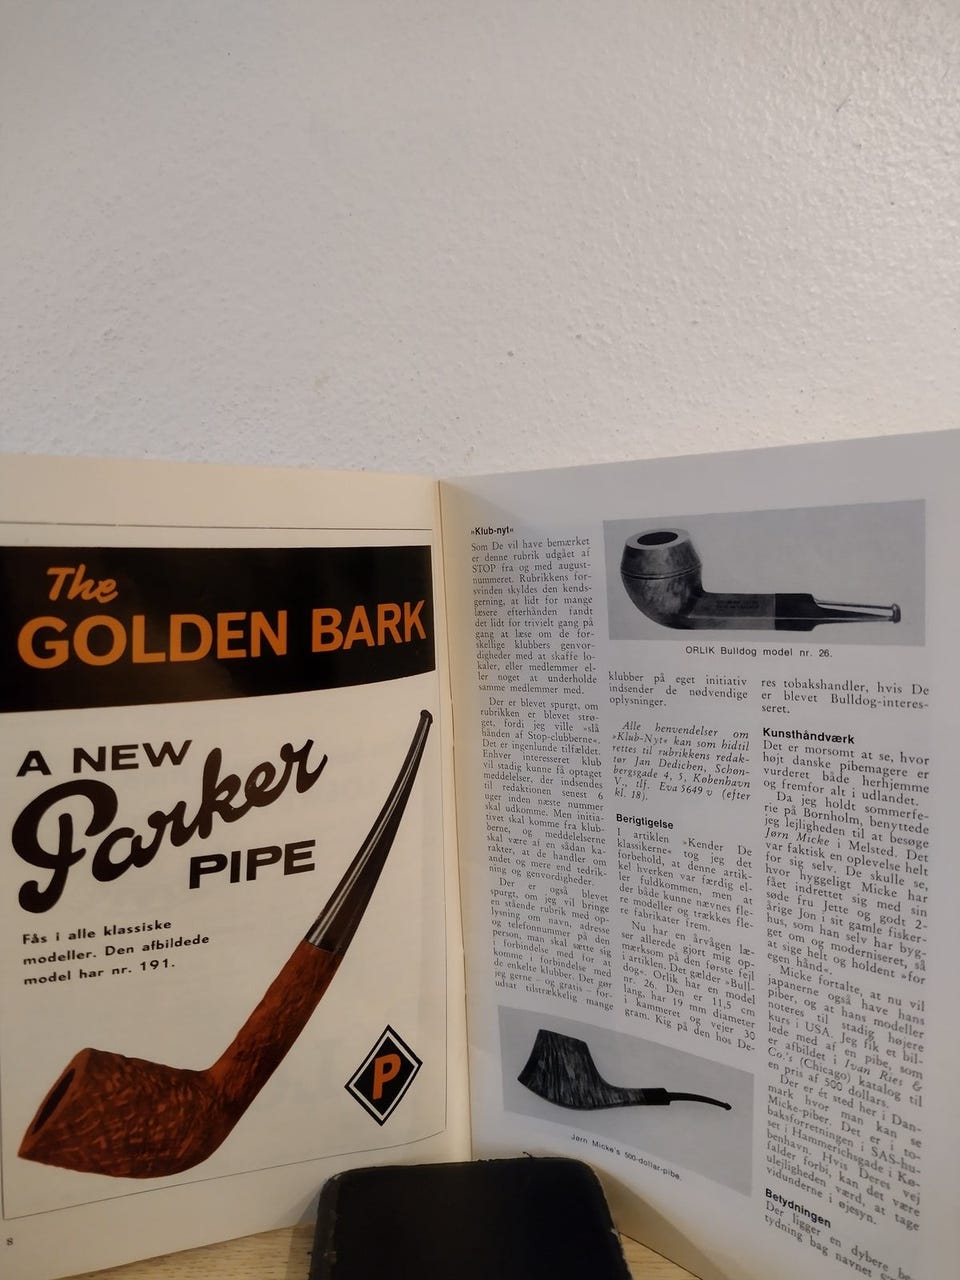 The
GOLDEN BARK
A NEW
Parker
PIPE
Fås i alle klassiske
modeller. Den afbildede
model har nr. 191.
P
8
»Klub-nyt«
Som De vil have bemærket
er denne rubrik udgået af
STOP fra og med august-
nummeret. Rubrikkens for-
svinden skyldes den kends-
gerning, at lidt for mange
læsere efterhånden fandt
det lidt for trivielt gang på
gang at læse om de for-
skellige klubbers genvor-
digheder med at skaffe lo-
kaler, eller medlemmer el-
ler noget at underholde
samme medlemmer med.
Der er blevet spurgt, om
rubrikken er blevet strø-
get, fordi jeg ville »slå
hånden af Stop-clubberne«.
Det er ingenlunde tilfældet.
Enhver interesseret klub
vil stadig kunne få optaget
meddelelser, der indsendes
til redaktionen senest 6
uger inden næste nummer
skal udkomme. Men initia-
tivet skal komme fra klub-
berne, og meddelelserne
skal være af en sådan ka-
rakter, at de handler om
andet og mere end tedrik-
ning og genvordigheder.
Der er også blevet
spurgt, om jeg vil bringe
en stående rubrik med op-
lysning om navn, adresse
og telefonnummer på den
person, man skal sætte sig
i forbindelse med for at
komme i forbindelse med
de enkelte klubber. Det gør
jeg gerne – og gratis – for-
udsat tilstrækkelig mange
ORLIK Bulldog model nr. 26.
klubber på eget initiativ
indsender de nødvendige
oplysninger.
Alle henvendelser om
»Klub-Nyt« kan som hidtil
rettes til rubrikkens redak-
tør Jan Dedichen, Schøn-
bergsgade 4, 5, København
V., tlf. Eva 5649 v (efter
kl. 18).
Berigtigelse
I artiklen »Kender De
klassikerne« tog jeg det
forbehold, at denne artik-
kel hverken var færdig el-
ler fuldkommen, men at
der både kunne nævnes fle-
re modeller og trækkes fle-
re fabrikater frem.
Nu har en årvågen læ-
ser allerede gjort mig op-
mærksom på den første fejl
i artiklen. Det gælder »Bull-
dog«. Orlik har en model
nr. 26. Den er 11,5 cm
lang, har 19 mm diameter
i kammeret og vejer 30
gram. Kig på den hos De-
Jørn Micke's 500-dollar-pibe.
res tobakshandler, hvis De
er blevet Bulldog-interes-
seret.
Kunsthåndværk
Det er morsomt at se, hvor
højt danske pibemagere er
vurderet både herhjemme
og fremfor alt i udlandet.
Da jeg holdt sommerfe-
rie på Bornholm, benyttede
jeg lejligheden til at besøge
Jørn Micke i Melsted. Det
var faktisk en oplevelse helt
for sig selv. De skulle se,
hvor hyggeligt Micke har
fået indrettet sig med sin
søde fru Jette og godt 2-
årige Jon i sit gamle fisker-
hus, som han selv har byg-
get om og moderniseret, så
at sige helt og holdent »for
egen hånd«.
Micke fortalte, at nu vil
japanerne også have hans
piber, og at hans modeller
noteres til stadig højere
kurs i USA. Jeg fik et bil-
lede med af en pibe, som
er afbildet i Ivan Ries &
Co.'s (Chicago) katalog til
en pris af 500 dollars.
Der er ét sted her i Dan-
mark hvor man kan se
Micke-piber. Det er i to-
baksforretningen i SAS-hu-
set i Hammerichsgade i Kø-
benhavn. Hvis Deres vej
falder forbi, kan det være
ulejligheden værd, at tage
vidunderne i øjesyn.
Betydningen
Der ligger en dybere be-
tydning bag navnet